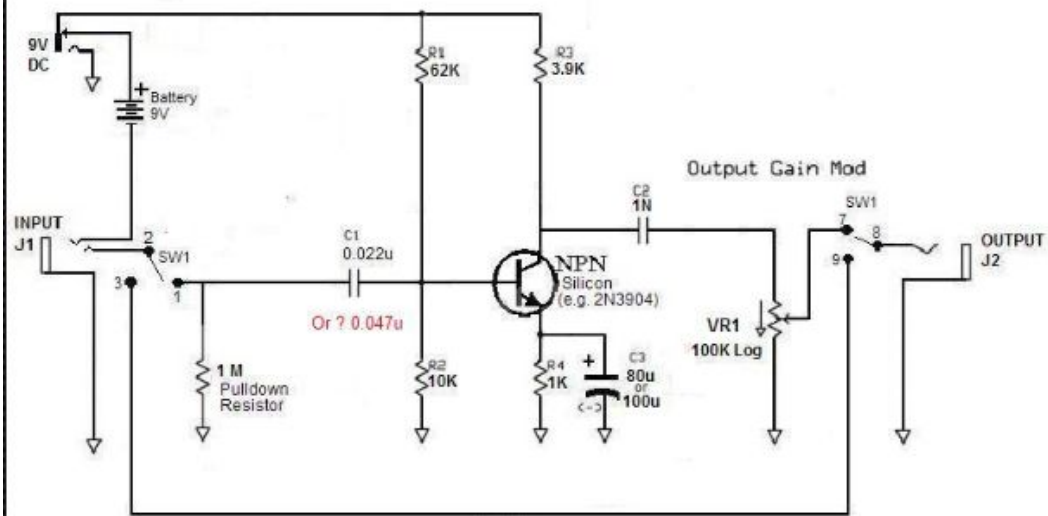 9V
DC
+
Battery
9V
R1
62K
R3
3.9K
Output Gain Mod
C2
1N
SW1
7
8
9
OUTPUT
J2
INPUT
J1
2
SW1
3
1
C1
0.022u
Or ? 0.047u
NPN
Silicon
(e.g. 2N3904)
VR1
100K Log
1 M
Pulldown
Resistor
R2
10K
R4
1K
+
C3
80u
or
100u
(-)